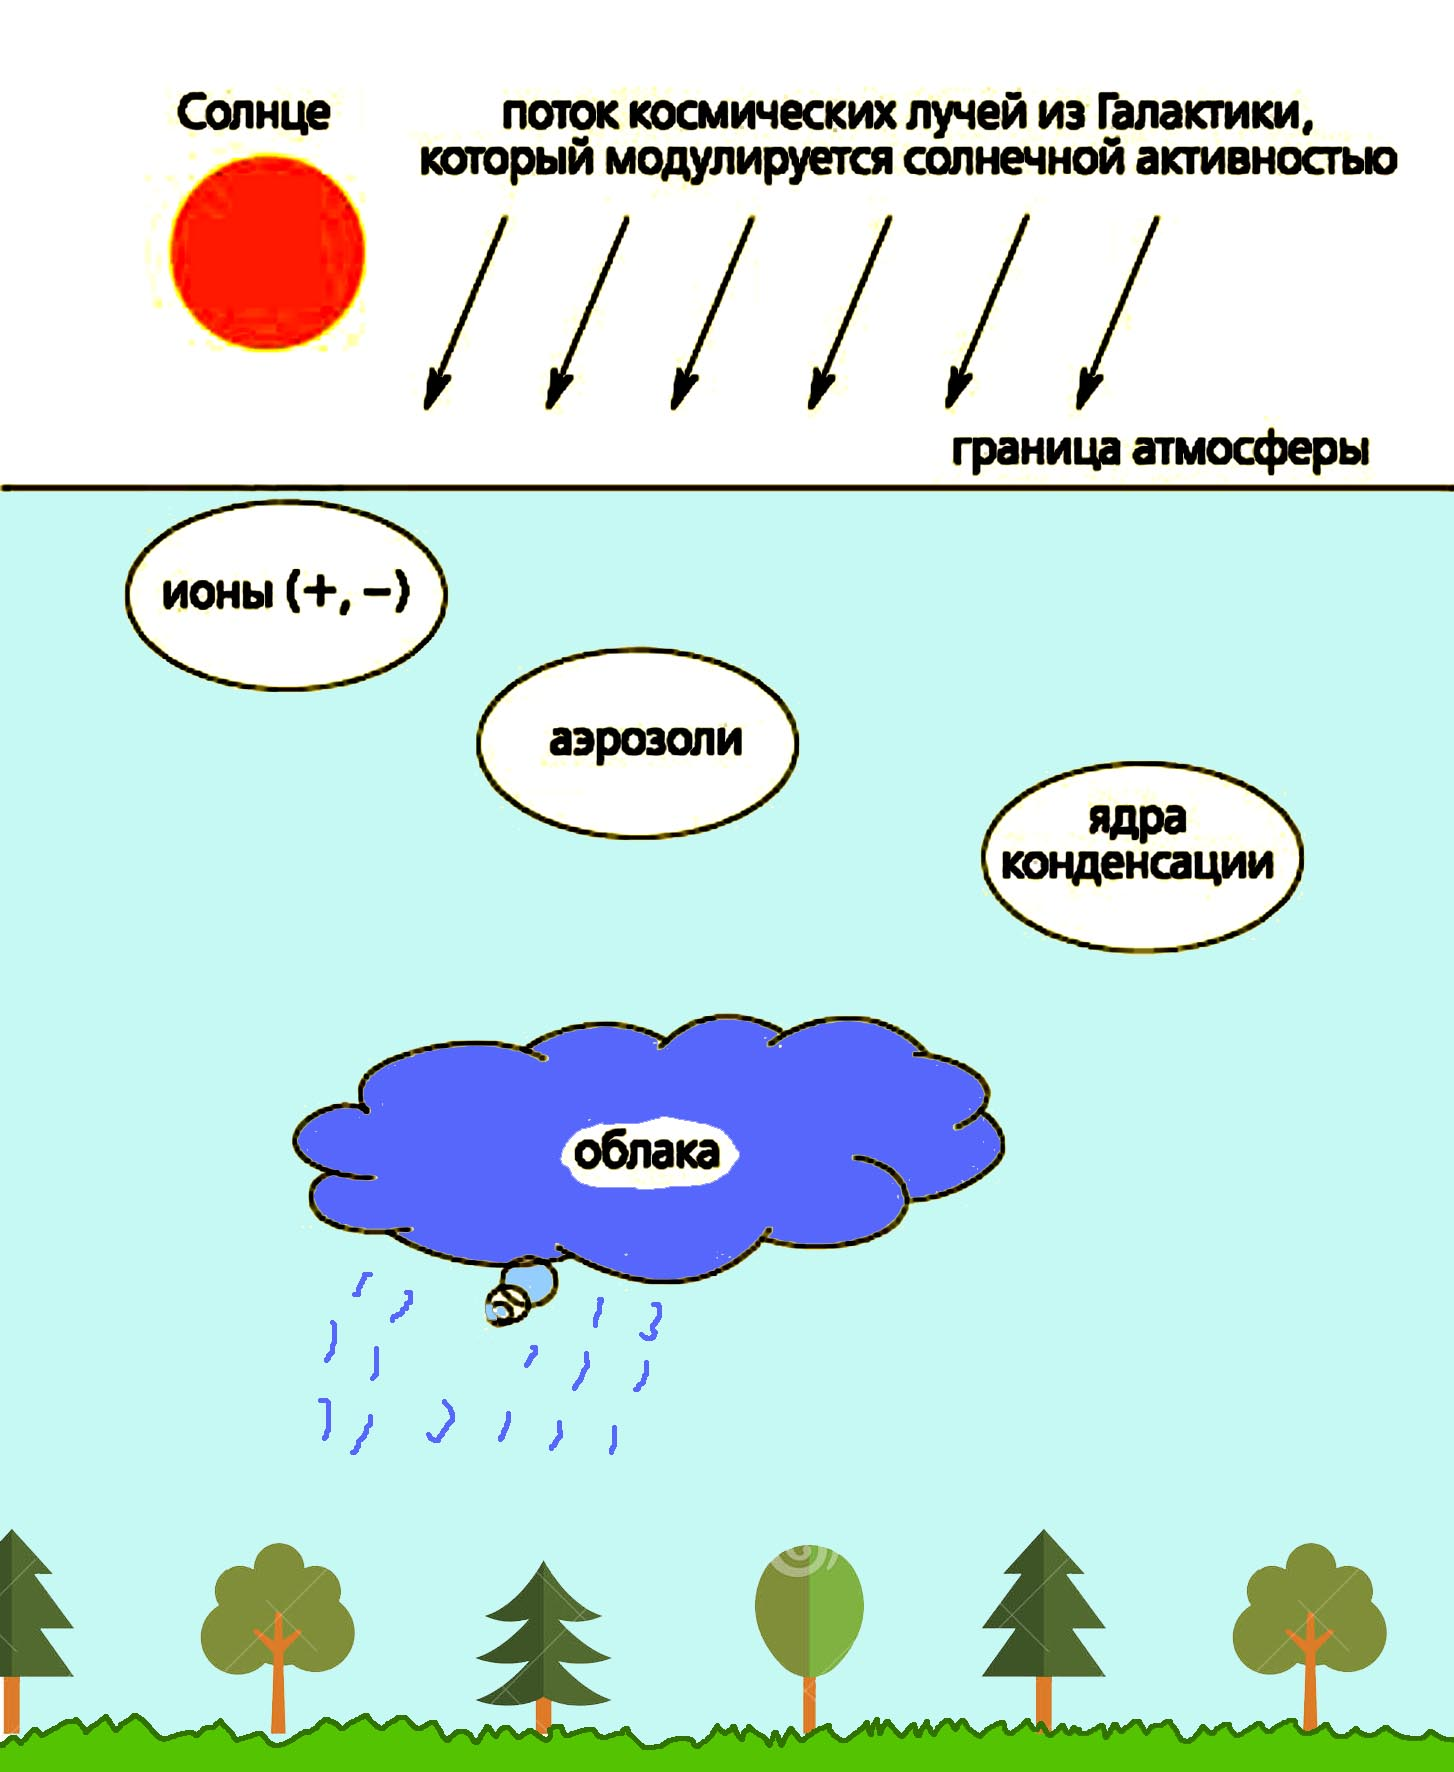 Солнце
поток космических лучей из Галактики,
который модулируется солнечной активностью
граница атмосферы
ионы (+, −)
аэрозоли
ядра
конденсации
облака